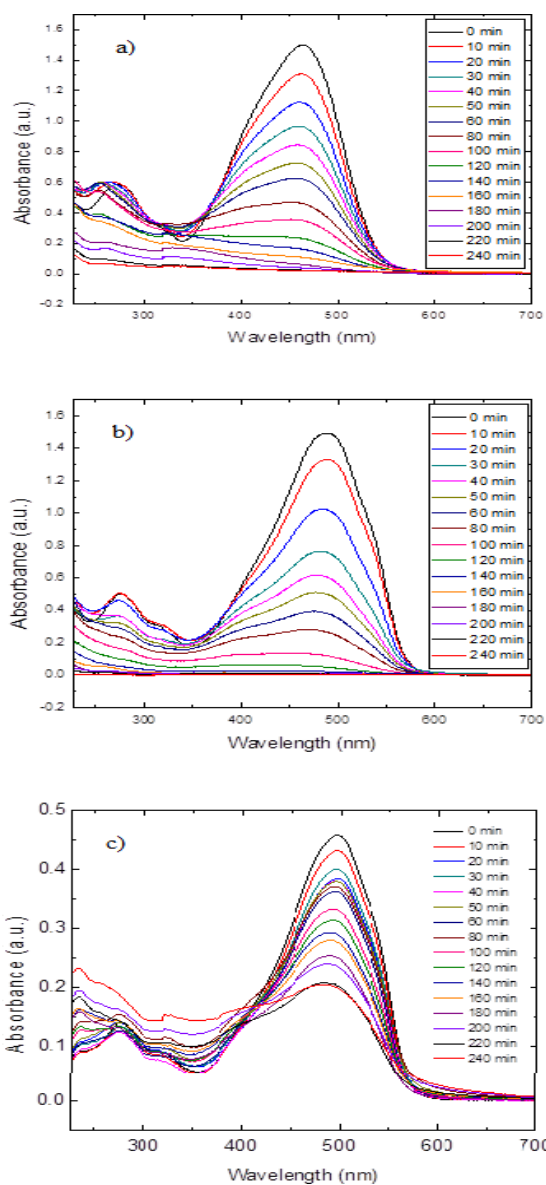 a)
Absorbance (a.u.)
1.6
1.4
1.2
1.0
0.8
0.6
0.4
0.2
0.0
-0.2
300
400
500
600
700
Wavelength (nm)
0 min
10 min
20 min
30 min
40 min
50 min
60 min
80 min
100 min
120 min
140 min
160 min
180 min
200 min
220 min
240 min
b)
Absorbance (a.u.)
1.6
1.4
1.2
1.0
0.8
0.6
0.4
0.2
0.0
-0.2
300
400
500
600
700
Wavelength (nm)
0 min
10 min
20 min
30 min
40 min
50 min
60 min
80 min
100 min
120 min
140 min
160 min
180 min
200 min
220 min
240 min
c)
Absorbance (a.u.)
0.5
0.4
0.3
0.2
0.1
0.0
300
400
500
600
700
Wavelength (nm)
0 min
10 min
20 min
30 min
40 min
50 min
60 min
80 min
100 min
120 min
140 min
160 min
180 min
200 min
220 min
240 min